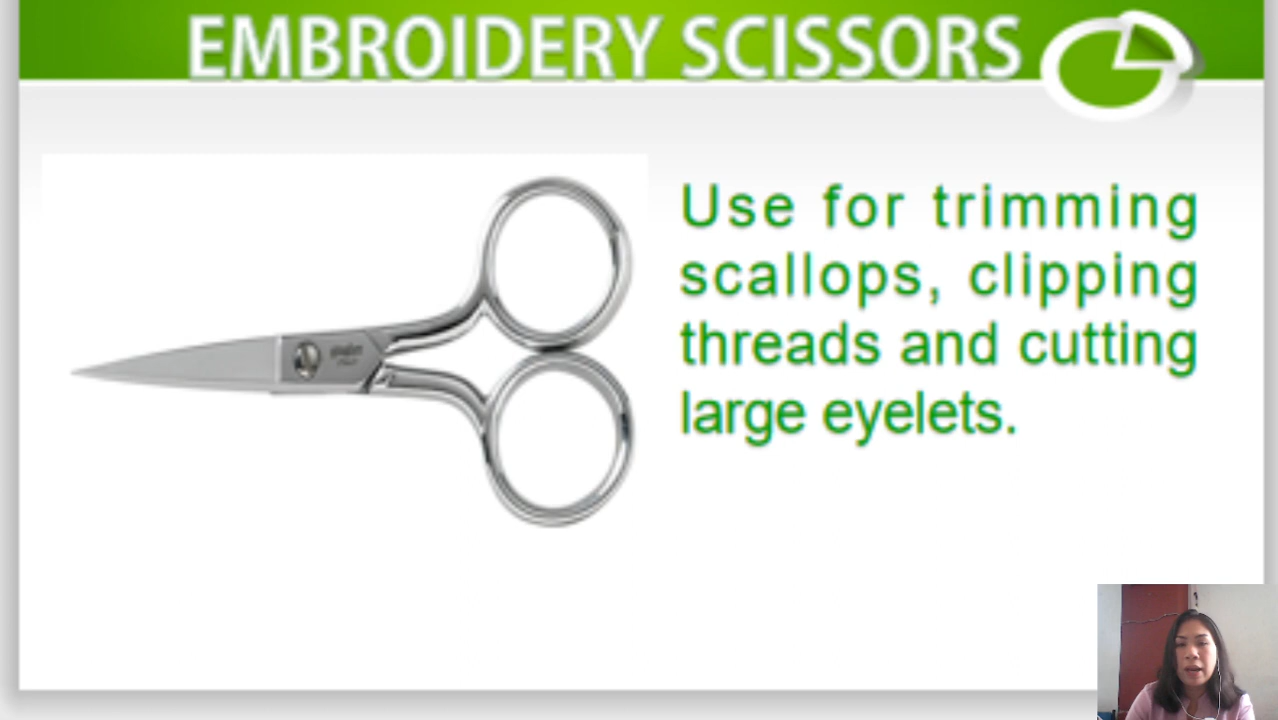 EMBROIDERY SCISSORS
Use for trimming
scallops, clipping
threads and cutting
large eyelets.